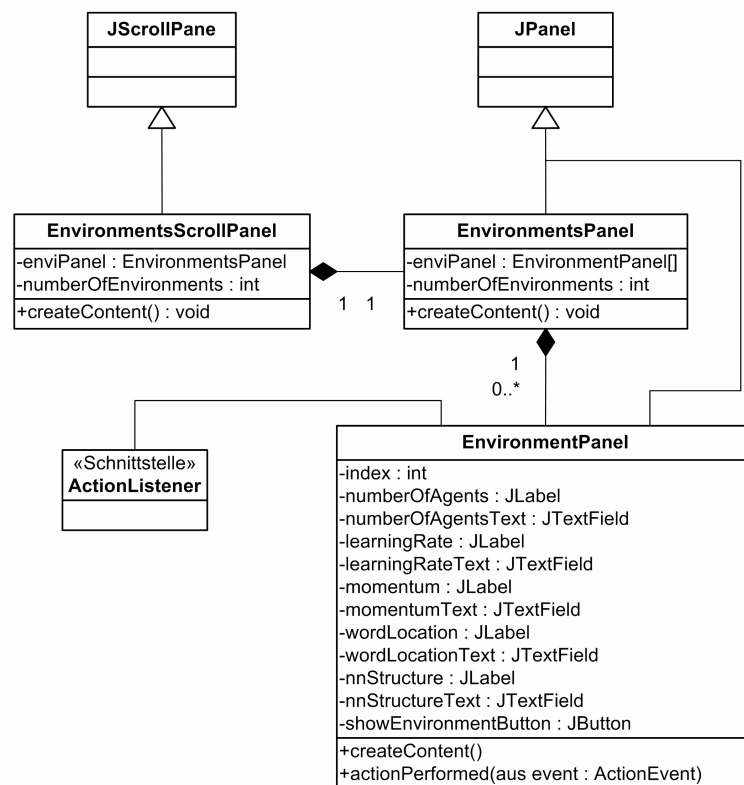 JScrollPane
JPanel
EnvironmentsScrollPanel
-enviPanel : EnvironmentsPanel
-numberOfEnvironments : int
+createContent() : void
1 1
EnvironmentsPanel
-enviPanel : EnvironmentPanel[]
-numberOfEnvironments : int
+createContent() : void
1
0..*
«Schnittstelle»
ActionListener
EnvironmentPanel
-index : int
-numberOfAgents : JLabel
-numberOfAgentsText : JTextField
-learningRate : JLabel
-learningRateText : JTextField
-momentum : JLabel
-momentumText : JTextField
-wordLocation : JLabel
-wordLocationText : JTextField
-nnStructure : JLabel
-nnStructureText : JTextField
-showEnvironmentButton : JButton
+createContent()
+actionPerformed(aus event : ActionEvent)